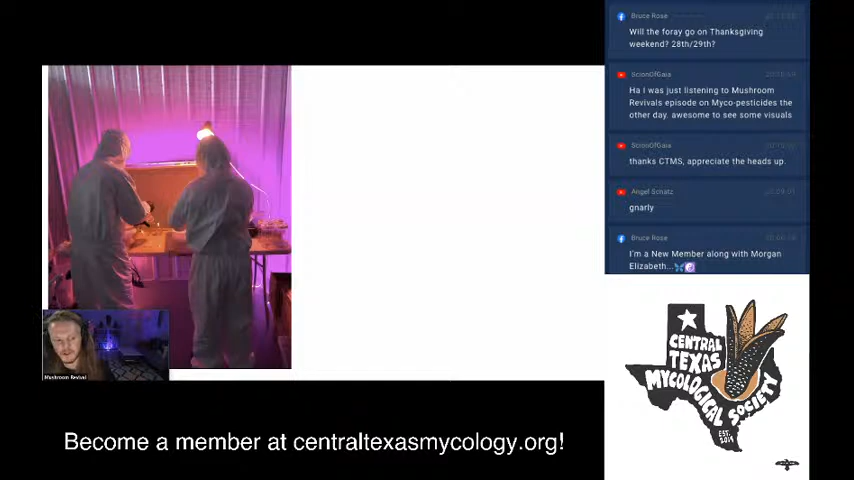 Bruce Rose
Will the foray go on Thanksgiving
weekend? 28th/29th?
ScionOfGaia
Ha I was just listening to Mushroom
Revivals episode on Myco-pesticides the
other day. awesome to see some visuals
ScionOfGaia
thanks CTMS, appreciate the heads up.
Angel Schatz
gnarly
Bruce Rose
I'm a New Member along with Morgan
Elizabeth...
CENTRAL
TEXAS
MYCOLOGICAL
SOCIETY
EST.
2019
Mushroom Revival
Become a member at centraltexasmycology.org!